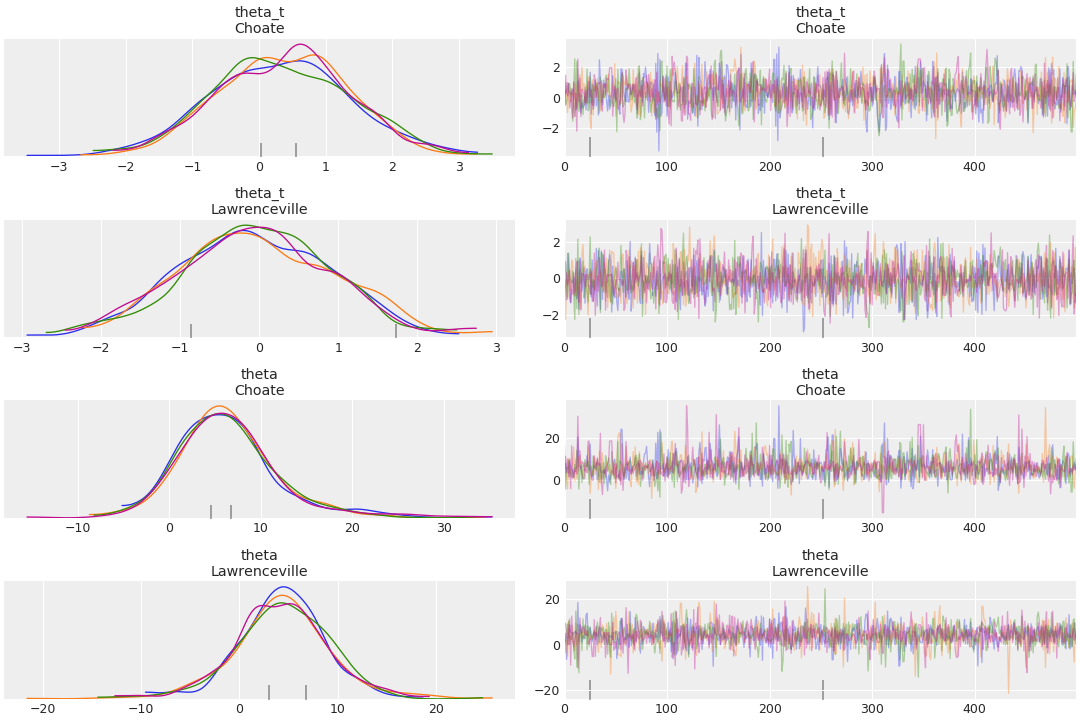 theta_t
Choate
−3 −2 −1 0 1 2 3
theta_t
Choate
2
0
−2
0 100 200 300 400
theta_t
Lawrenceville
−3 −2 −1 0 1 2 3
theta_t
Lawrenceville
2
0
−2
0 100 200 300 400
theta
Choate
−10 0 10 20 30
theta
Choate
20
0
0 100 200 300 400
theta
Lawrenceville
−20 −10 0 10 20
theta
Lawrenceville
20
0
−20
0 100 200 300 400